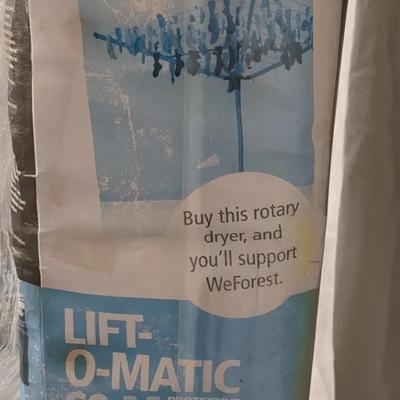 Buy this rotary
dryer, and
you'll support
WeForest.
LIFT-
O-MATIC